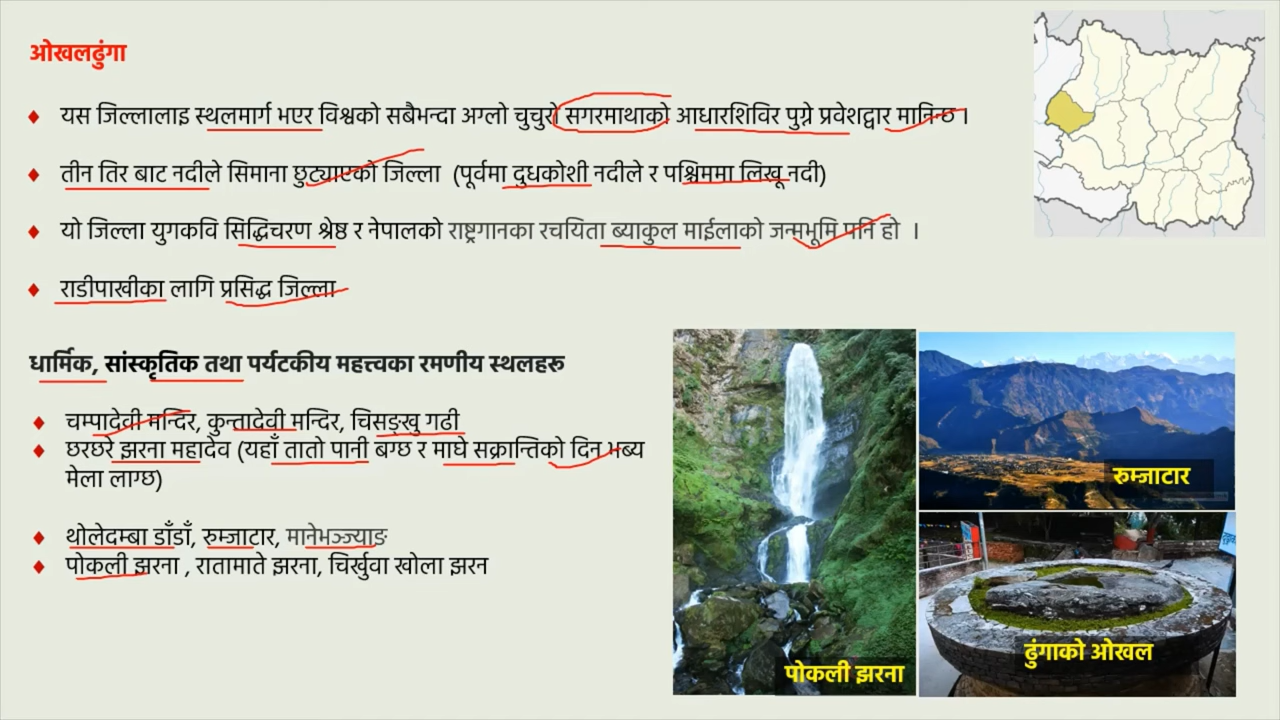 ओखलढुंगा
यस जिल्लालाइ स्थलमार्ग भएर विश्वको सबैभन्दा अग्लो चुचुरो सगरमाथाको आधारशिविर पुग्ने प्रवेशद्वार मानिन्छ ।
तीन तिर बाट नदीले सिमाना छुट्याएको जिल्ला (पूर्वमा दुधकोशी नदीले र पश्चिममा लिखू नदी)
यो जिल्ला युगकवि सिद्धिचरण श्रेष्ठ र नेपालको राष्ट्रगानका रचयिता ब्याकुल माईलाको जन्मभूमि पनि हो ।
राडीपाखीका लागि प्रसिद्ध जिल्ला
धार्मिक, सांस्कृतिक तथा पर्यटकीय महत्त्वका रमणीय स्थलहरू
चम्पादेवी मन्दिर, कुन्तादेवी मन्दिर, चिसङ्खु गढी
छरछरे झरना महादेव (यहाँ तातो पानी बग्छ र माघे सक्रान्तिको दिन भब्य
मेला लाग्छ)
थोलेदम्बा डाँडाँ, रुम्जाटार, मानेभञ्ज्याङ
पोकली झरना , रातामाते झरना, चिर्खुवा खोला झरन
रुम्जाटार
ढुंगाको ओखल
पोकली झरना